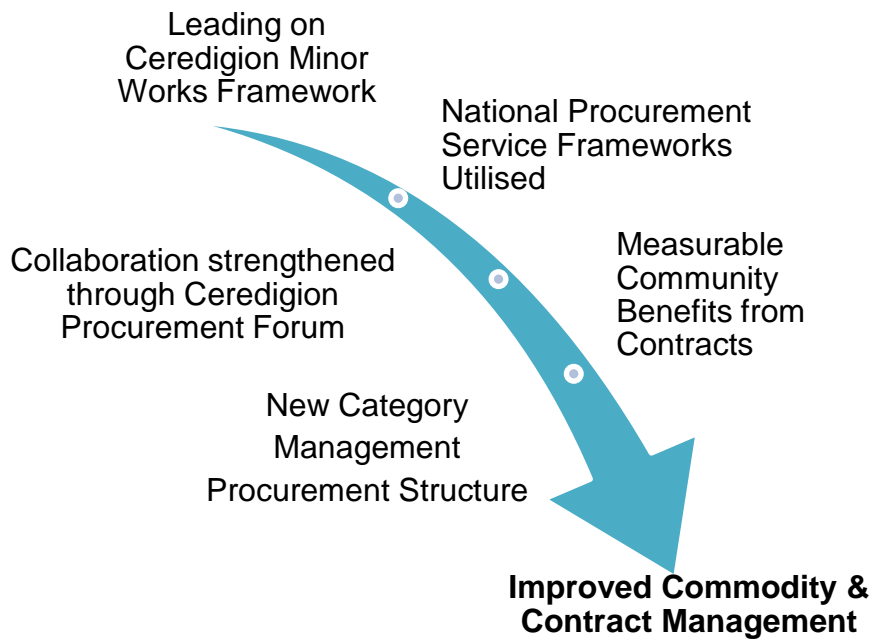 Leading on
Ceredigion Minor
Works Framework
National Procurement
Service Frameworks
Utilised
Collaboration strengthened
through Ceredigion
Procurement Forum
Measurable
Community
Benefits from
Contracts
New Category
Management
Procurement Structure
Improved Commodity &
Contract Management